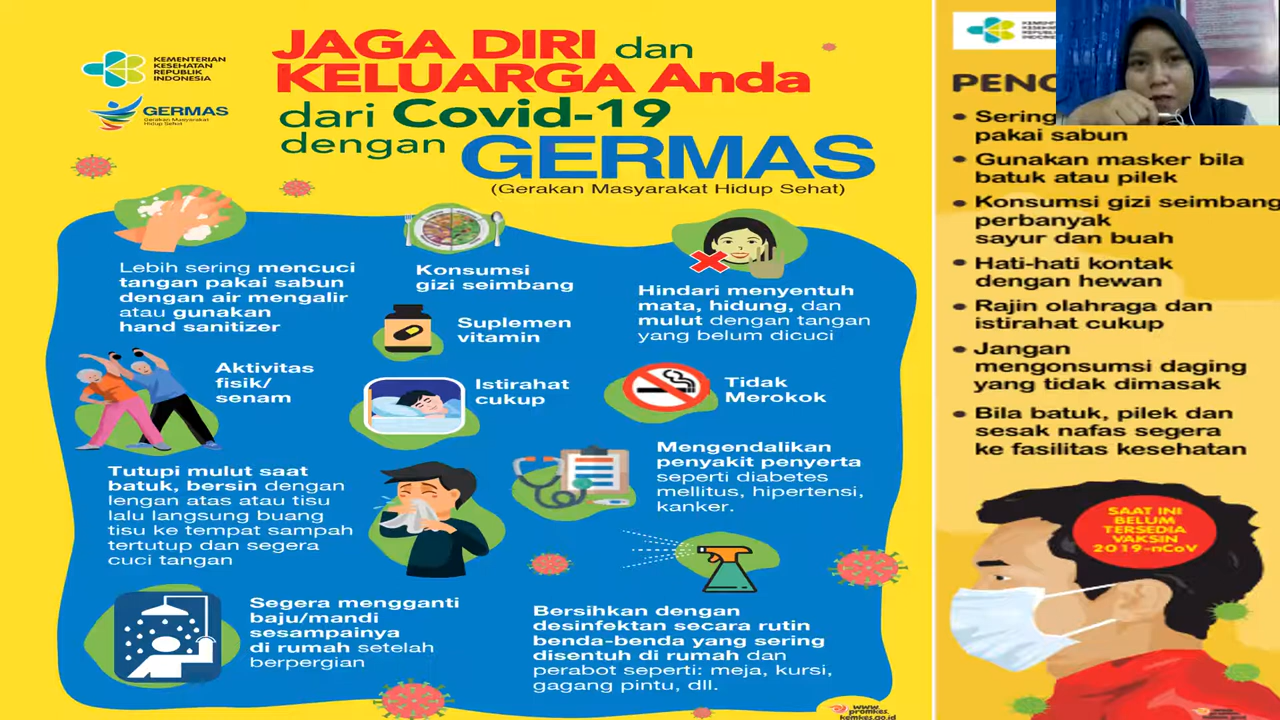 KEMENTERIAN
KESEHATAN
REPUBLIK
INDONESIA
GERMAS
Gerakan Masyarakat
Hidup Sehat
JAGA DIRI dan
KELUARGA Anda
dari Covid-19
dengan GERMAS
(Gerakan Masyarakat Hidup Sehat)
Lebih sering mencuci
tangan pakai sabun
dengan air mengalir
atau gunakan
hand sanitizer
Konsumsi
gizi seimbang
Suplemen
vitamin
Hindari menyentuh
mata, hidung, dan
mulut dengan tangan
yang belum dicuci
Aktivitas
fisik/
senam
Istirahat
cukup
Tidak
Merokok
Tutupi mulut saat
batuk, bersin dengan
lengan atas atau tisu
lalu langsung buang
tisu ke tempat sampah
tertutup dan segera
cuci tangan
Mengendalikan
penyakit penyerta
seperti diabetes
mellitus, hipertensi,
kanker.
Segera mengganti
baju/mandi
sesampainya
di rumah setelah
berpergian
Bersihkan dengan
desinfektan secara rutin
benda-benda yang sering
disentuh di rumah dan
perabot seperti: meja, kursi,
gagang pintu, dll.
www.promkes.
kemkes.go.id
PENC
Sering
pakai sabun
Gunakan masker bila
batuk atau pilek
Konsumsi gizi seimbang
perbanyak
sayur dan buah
Hati-hati kontak
dengan hewan
Rajin olahraga dan
istirahat cukup
Jangan
mengonsumsi daging
yang tidak dimasak
Bila batuk, pilek dan
sesak nafas segera
ke fasilitas kesehatan
SAAT INI
BELUM
TERSEDIA
VAKSIN
2019-nCoV